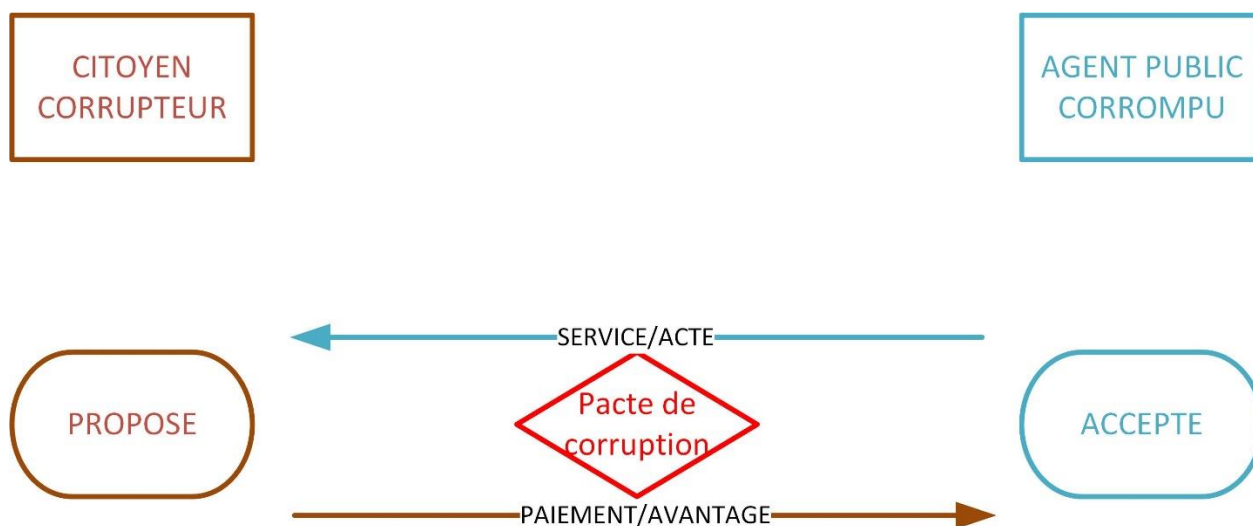 CITOYEN
CORRUPTEUR
AGENT PUBLIC
CORROMPU
SERVICE/ACTE
PROPOSE
Pacte de
corruption
ACCEPTE
PAIEMENT/AVANTAGE